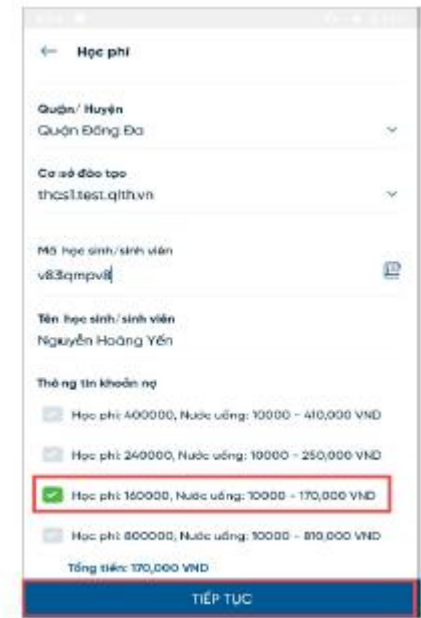 Học phí
Quận/ Huyện
Quận Đống Đa
Cơ sở đào tạo
thcs1.test.qlth.vn
Mã học sinh/sinh viên
v83qmpv8
Tên học sinh/sinh viên
Nguyễn Hoàng Yến
Thông tin khoản nợ
Học phí: 400000, Nước uống: 10000 - 410,000 VND
Học phí: 240000, Nước uống: 10000 - 250,000 VND
Học phí: 160000, Nước uống: 10000 - 170,000 VND
Học phí: 800000, Nước uống: 10000 - 810,000 VND
Tổng tiền: 170,000 VND
TIẾP TỤC